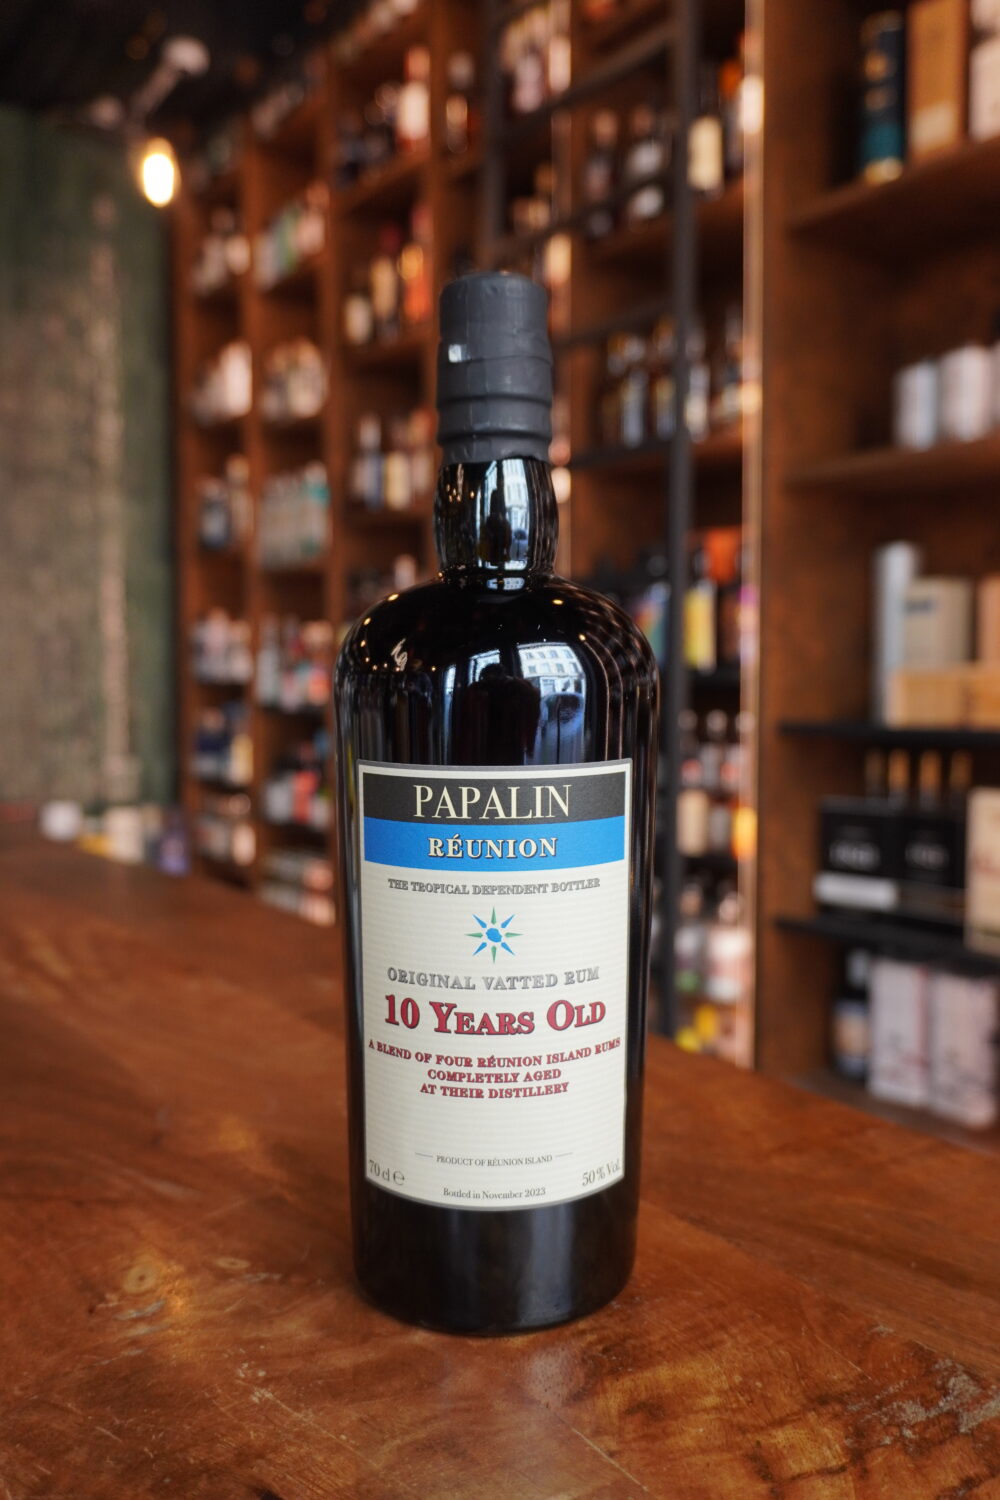 PAPALIN
RÉUNION
THE TROPICAL DEPENDENT BOTTLER
ORIGINAL VATTED RUM
10 YEARS OLD
A BLEND OF FOUR RÉUNION ISLAND RUMS
COMPLETELY AGED
AT THEIR DISTILLERY
PRODUCT OF RÉUNION ISLAND
70 cl ℮ 50% Vol.
Bottled in November 2023